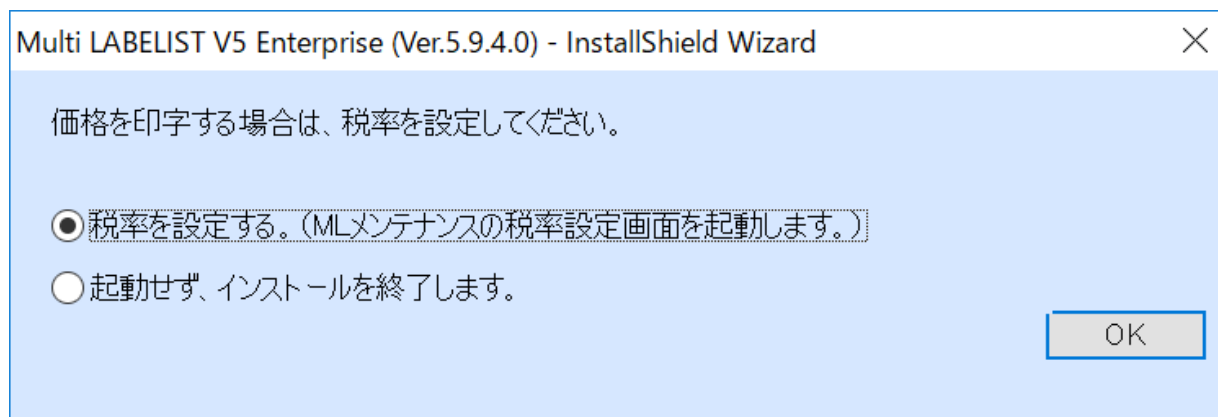 Multi LABELIST V5 Enterprise (Ver.5.9.4.0) - InstallShield Wizard
価格を印字する場合は、税率を設定してください。
税率を設定する。(MLメンテナンスの税率設定画面を起動します。)
起動せず、インストールを終了します。
OK